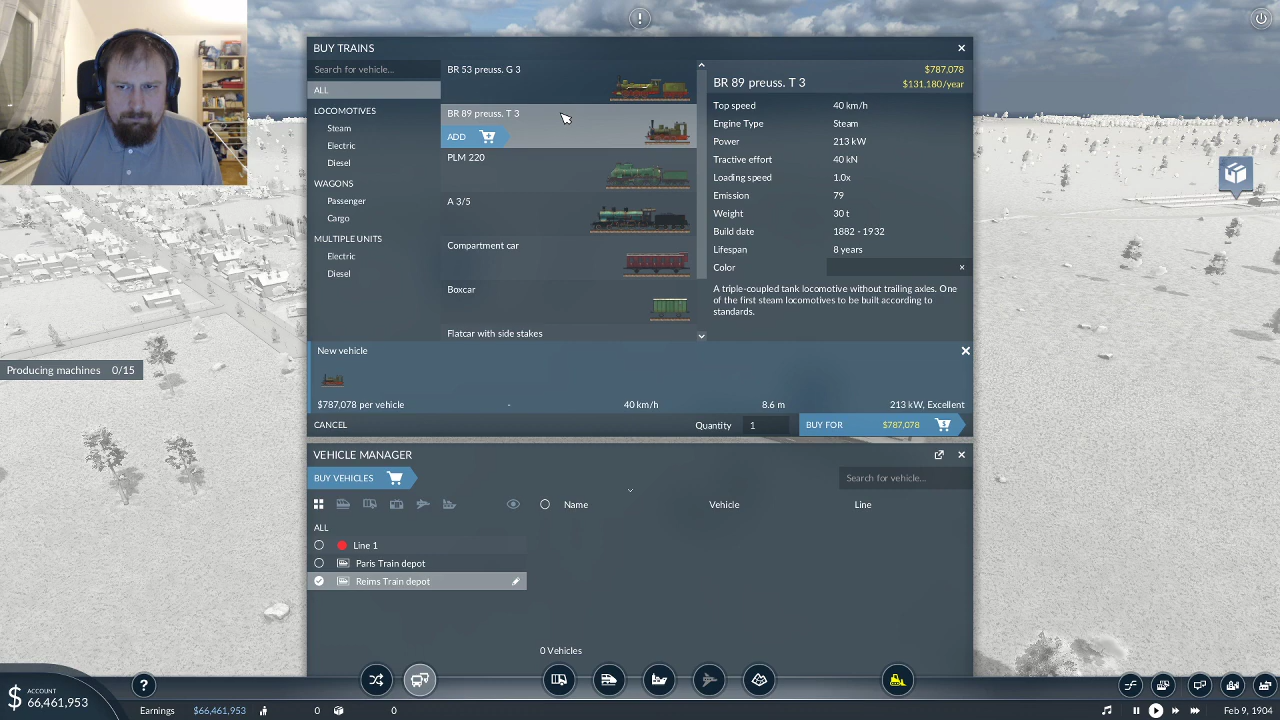 BUY TRAINS
Search for vehicle...
ALL
LOCOMOTIVES
Steam
Electric
Diesel
WAGONS
Passenger
Cargo
MULTIPLE UNITS
Electric
Diesel
BR 53 preuss. G 3
BR 89 preuss. T 3
ADD
PLM 220
A 3/5
Compartment car
Boxcar
Flatcar with side stakes
BR 89 preuss. T 3
$787,078
$131,180/year
Top speed 40 km/h
Engine Type Steam
Power 213 kW
Tractive effort 40 kN
Loading speed 1.0x
Emission 79
Weight 30 t
Build date 1882 - 1932
Lifespan 8 years
Color
A triple-coupled tank locomotive without trailing axles. One
of the first steam locomotives to be built according to
standards.
New vehicle
$787,078 per vehicle - 40 km/h 8.6 m 213 kW, Excellent
CANCEL Quantity 1 BUY FOR $787,078
Producing machines 0/15
VEHICLE MANAGER
BUY VEHICLES
Search for vehicle...
Name Vehicle Line
ALL
Line 1
Paris Train depot
Reims Train depot
0 Vehicles
$ ACCOUNT
66,461,953
?
Earnings $66,461,953 0 0
Feb 9, 1904